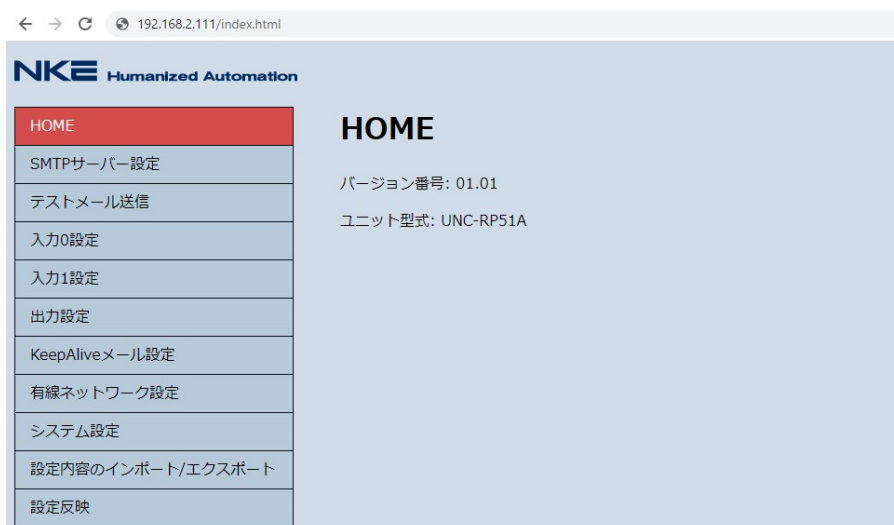 192.168.2.111/index.html
NKE Humanized Automation
HOME
SMTPサーバー設定
テストメール送信
入力0設定
入力1設定
出力設定
KeepAliveメール設定
有線ネットワーク設定
システム設定
設定内容のインポート/エクスポート
設定反映
HOME
バージョン番号: 01.01
ユニット型式: UNC-RP51A